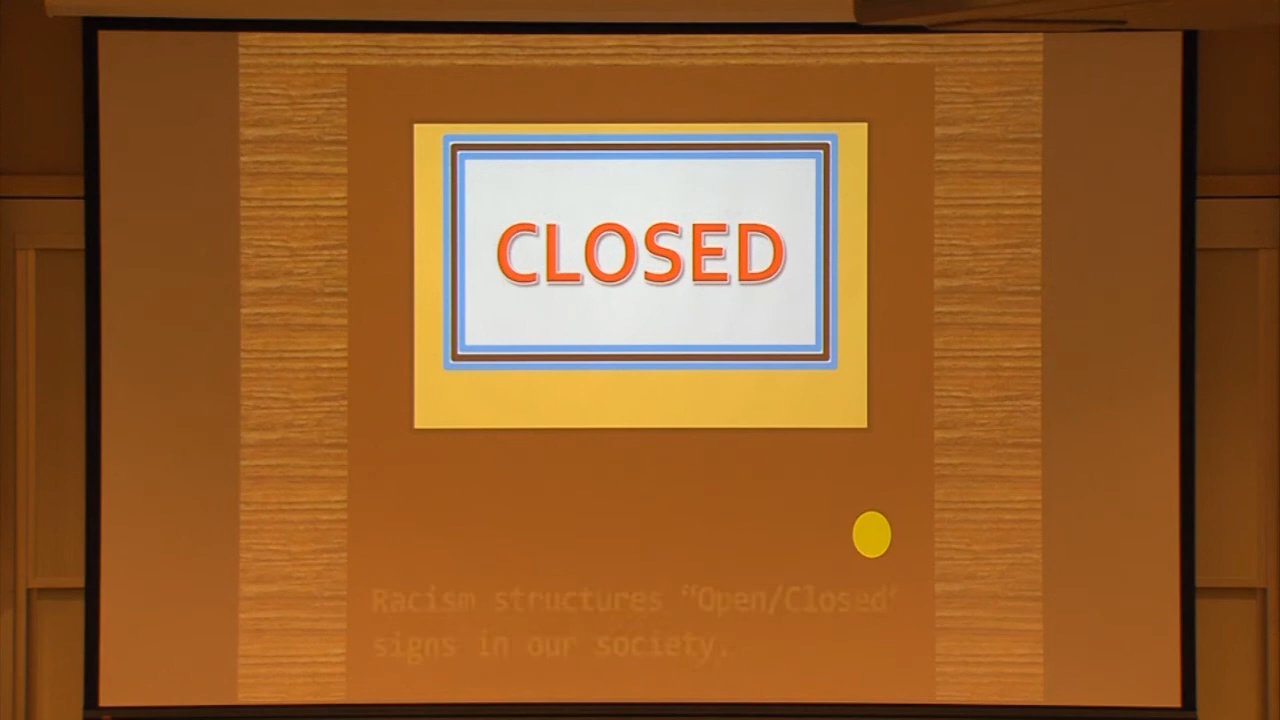 CLOSED
Racism structures “Open/Closed”
signs in our society.